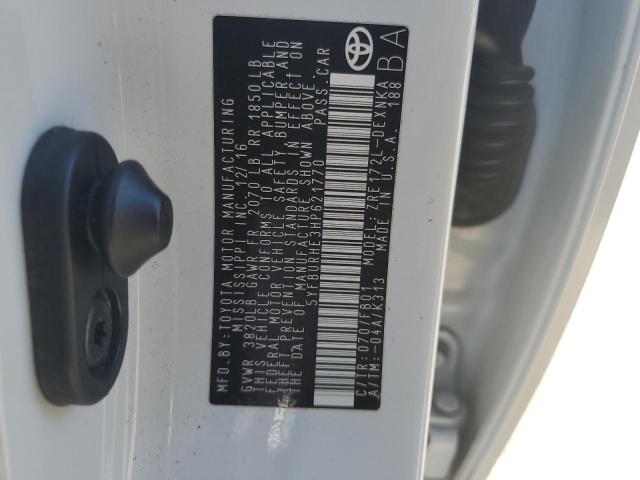 MFD.BY:TOYOTA MOTOR MANUFACTURING
MISSISSIPPI INC. 12/16
GVWR 3820LB GAWR FR 2070 LB RR 1850LB
THIS VEHICLE CONFORMS TO ALL APPLICABLE
FEDERAL MOTOR VEHICLE SAFETY BUMPER AND
THEFT PREVENTION STANDARDS IN EFFECT ON
THE DATE OF MANUFACTURE SHOWN ABOVE.
5YFBURHE3HP621770 PASS.CAR
C/TR:070/FB01 MODEL:ZRE172L-DEXNKA
A/TM:-04A/K313 MADE IN U.S.A. 188
BA